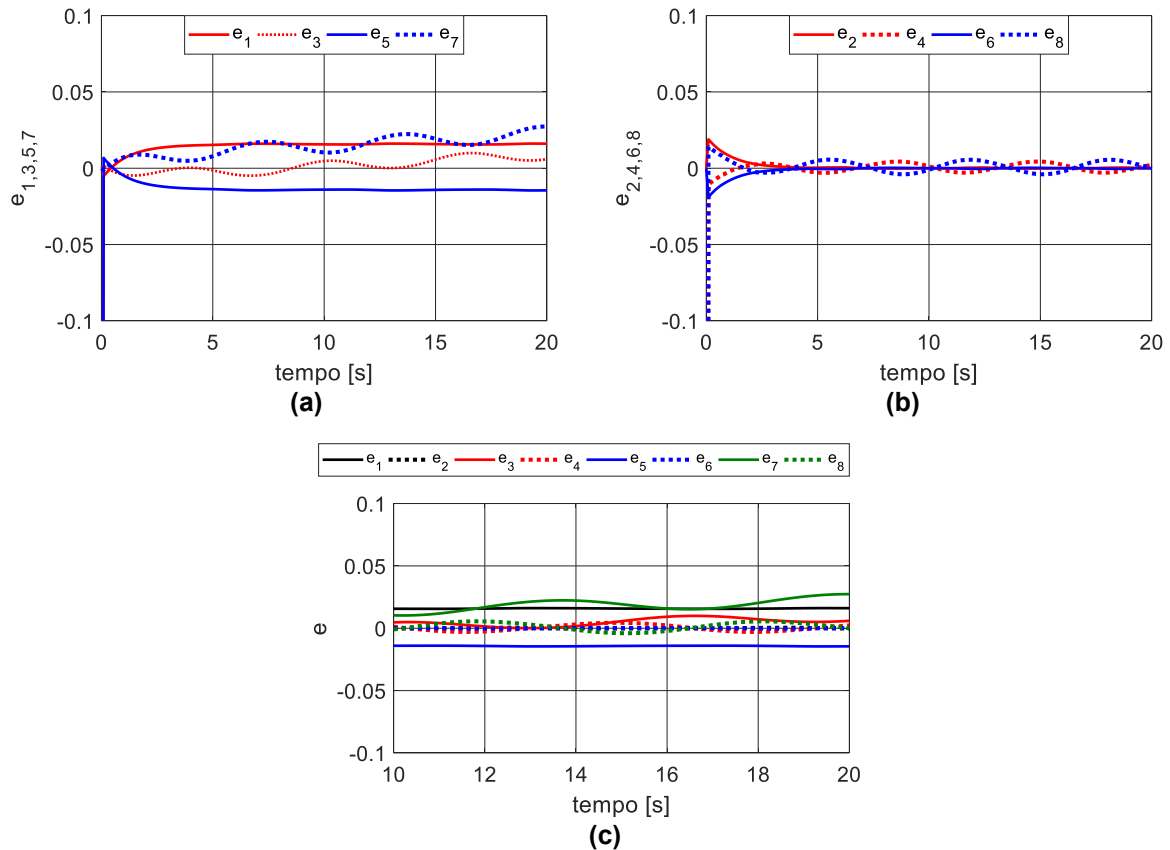 e1 e3 e5 e7
0.1
0.05
0
-0.05
-0.1
e1,3,5,7
0 5 10 15 20
tempo [s]
(a)
e2 e4 e6 e8
0.1
0.05
0
-0.05
-0.1
e2,4,6,8
0 5 10 15 20
tempo [s]
(b)
e1 e2 e3 e4 e5 e6 e7 e8
0.1
0.05
0
-0.05
-0.1
e
10 12 14 16 18 20
tempo [s]
(c)